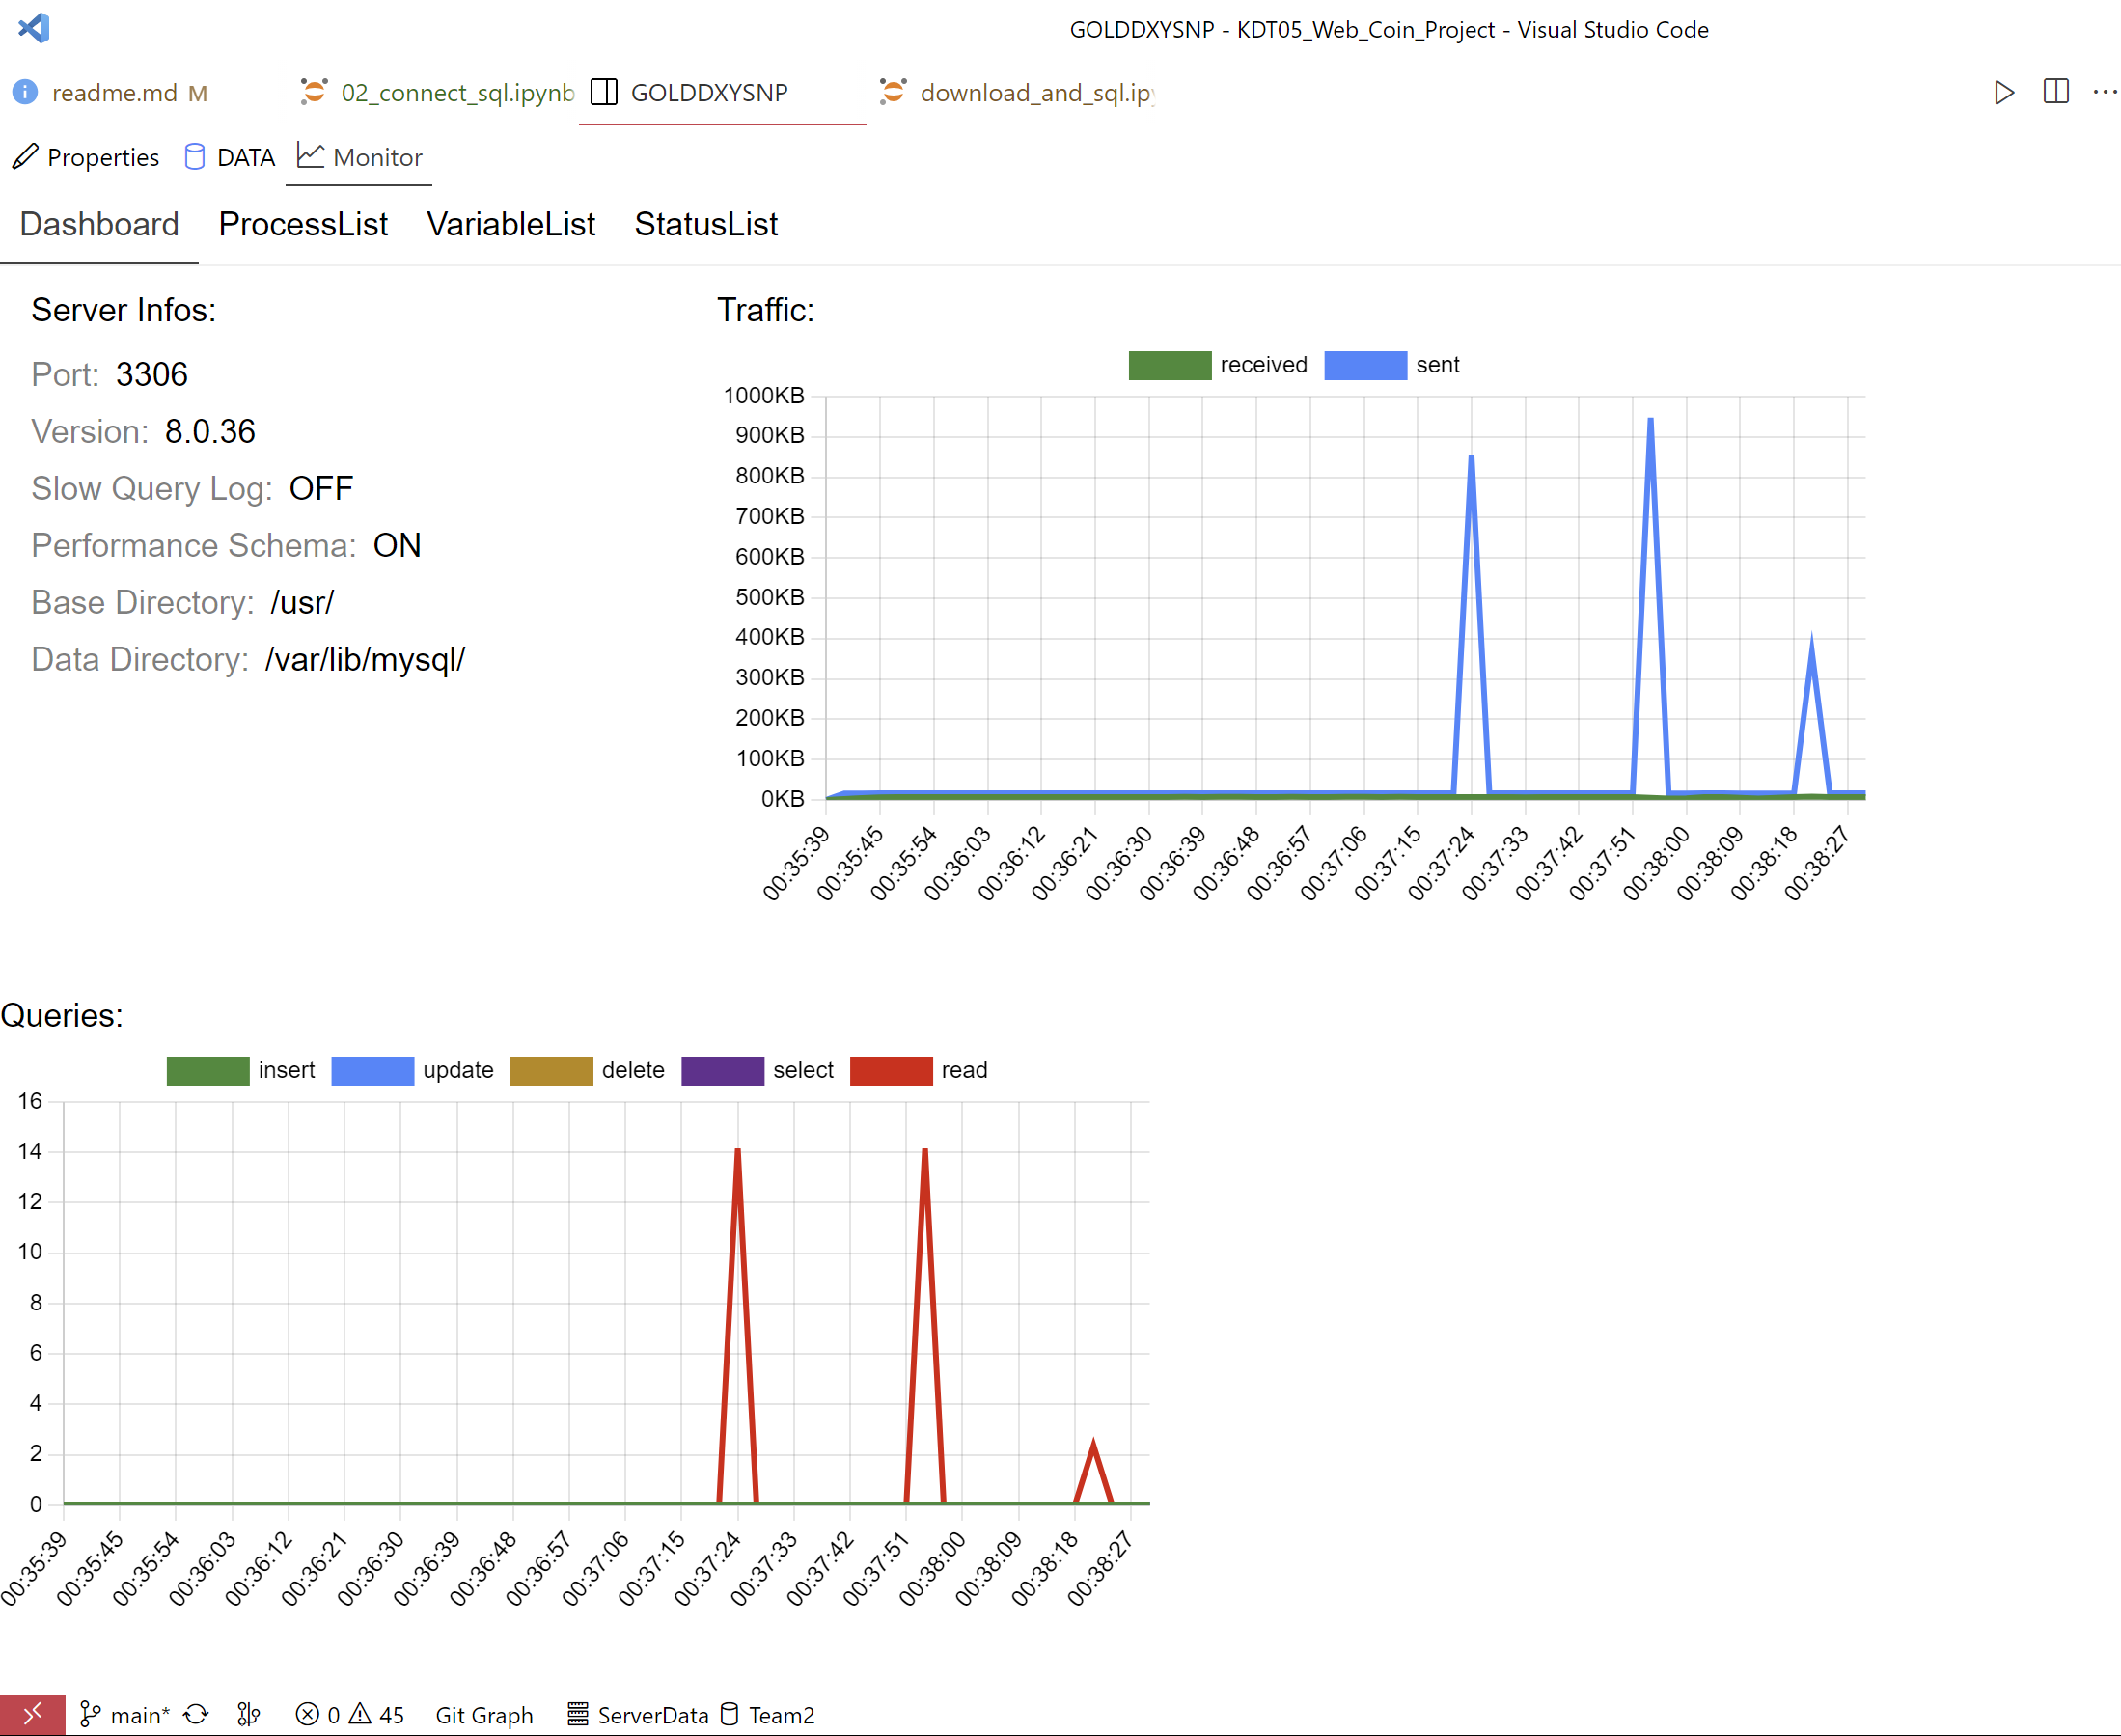 GOLDDXYSNP - KDT05_Web_Coin_Project - Visual Studio Code
readme.md M 02_connect_sql.ipynb GOLDDXYSNP download_and_sql.ipy
Properties DATA Monitor
Dashboard ProcessList VariableList StatusList
Server Infos:
Port: 3306
Version: 8.0.36
Slow Query Log: OFF
Performance Schema: ON
Base Directory: /usr/
Data Directory: /var/lib/mysql/
Traffic:
received sent
1000KB
900KB
800KB
700KB
600KB
500KB
400KB
300KB
200KB
100KB
0KB
00:35:39 00:35:45 00:35:54 00:36:03 00:36:12 00:36:21 00:36:30 00:36:39 00:36:48 00:36:57 00:37:06 00:37:15 00:37:24 00:37:33 00:37:42 00:37:51 00:38:00 00:38:09 00:38:18 00:38:27
Queries:
insert update delete select read
16
14
12
10
8
6
4
2
0
00:35:39 00:35:45 00:35:54 00:36:03 00:36:12 00:36:21 00:36:30 00:36:39 00:36:48 00:36:57 00:37:06 00:37:15 00:37:24 00:37:33 00:37:42 00:37:51 00:38:00 00:38:09 00:38:18 00:38:27
main* 0 45 Git Graph ServerData Team2